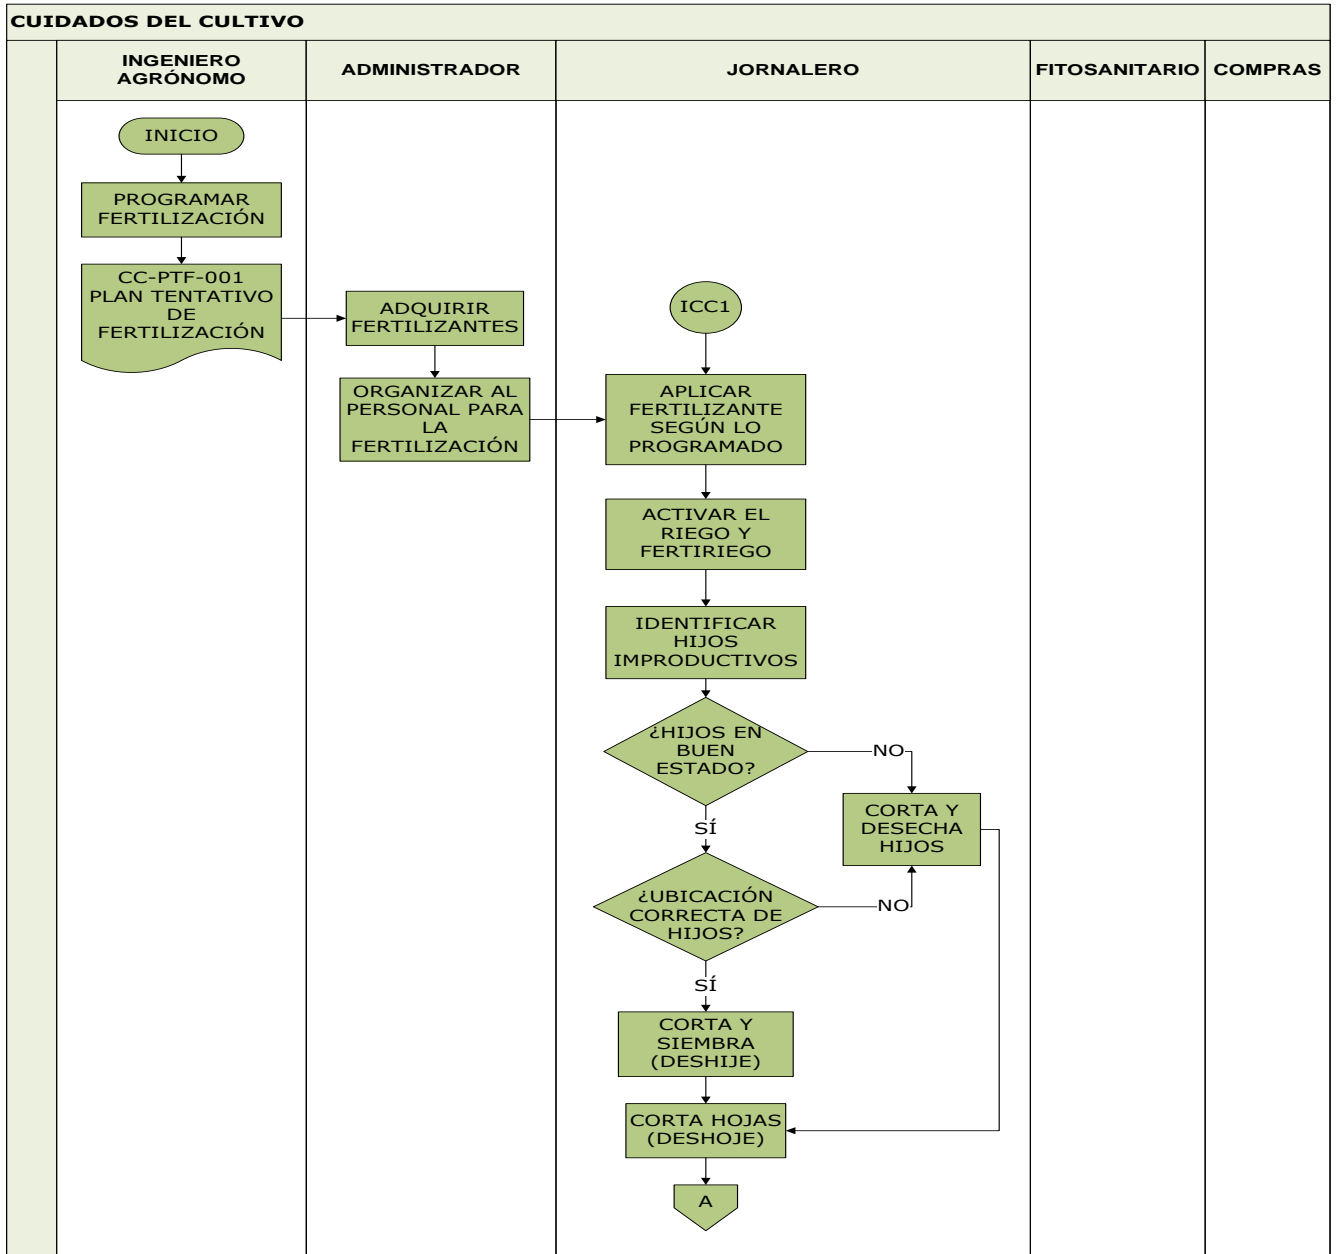 CUIDADOS DEL CULTIVO
INGENIERO
AGRÓNOMO
ADMINISTRADOR
JORNALERO
FITOSANITARIO
COMPRAS
INICIO
PROGRAMAR
FERTILIZACIÓN
CC-PTF-001
PLAN TENTATIVO
DE
FERTILIZACIÓN
ADQUIRIR
FERTILIZANTES
ORGANIZAR AL
PERSONAL PARA
LA
FERTILIZACIÓN
ICC1
APLICAR
FERTILIZANTE
SEGÚN LO
PROGRAMADO
ACTIVAR EL
RIEGO Y
FERTIRIEGO
IDENTIFICAR
HIJOS
IMPRODUCTIVOS
¿HIJOS EN
BUEN
ESTADO?
NO
SÍ
CORTA Y
DESECHA
HIJOS
¿UBICACIÓN
CORRECTA DE
HIJOS?
NO
SÍ
CORTA Y
SIEMBRA
(DESHIJE)
CORTA HOJAS
(DESHOJE)
A